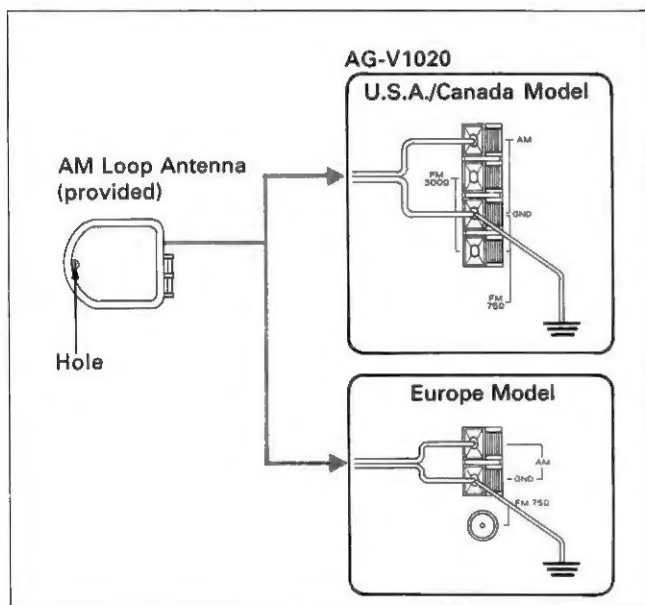 AG-V1020
U.S.A./Canada Model
AM Loop Antenna
(provided)
AM
FM
300Ω
GND
FM
75Ω
Hole
Europe Model
AM
GND
FM 75Ω